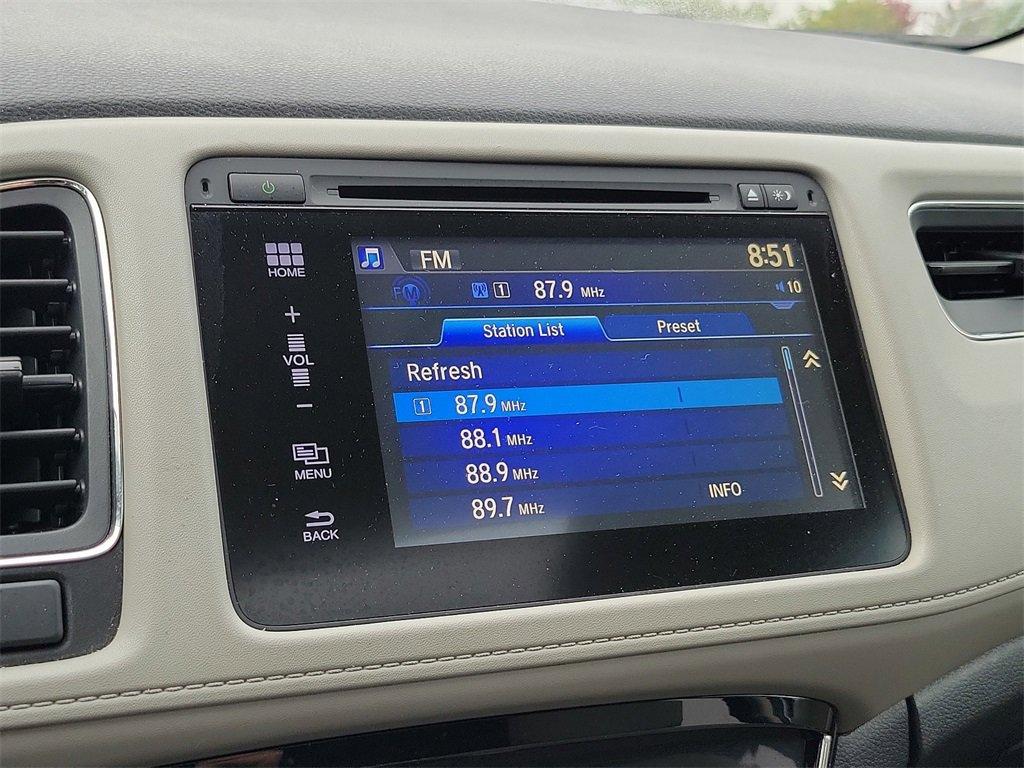 HOME
+
VOL
−
MENU
BACK
FM
8:51
FM 1 87.9 MHz 10
Station List Preset
Refresh
1 87.9 MHz
88.1 MHz
88.9 MHz
89.7 MHz
INFO